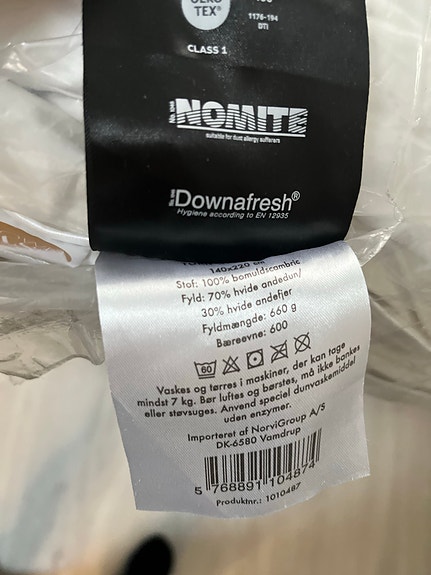 TEX®
1176-194
DTI
CLASS 1
NOMITE
suitable for dust allergy sufferers
Downafresh®
Hygiene according to EN 12935
140x220 cm
Stof: 100% bomuldscambric
Fyld: 70% hvide andedun/
30% hvide andefjer
Fyldmængde: 660 g
Bæreevne: 600
60
Vaskes og tørres i maskiner, der kan tage
mindst 7 kg. Bør luftes og børstes, må ikke bankes
eller støvsuges. Anvend special dunvaskemiddel
uden enzymer.
Importeret af NorviGroup A/S
DK-6580 Vamdrup
5 768891 104874
Produktnr.: 1010487